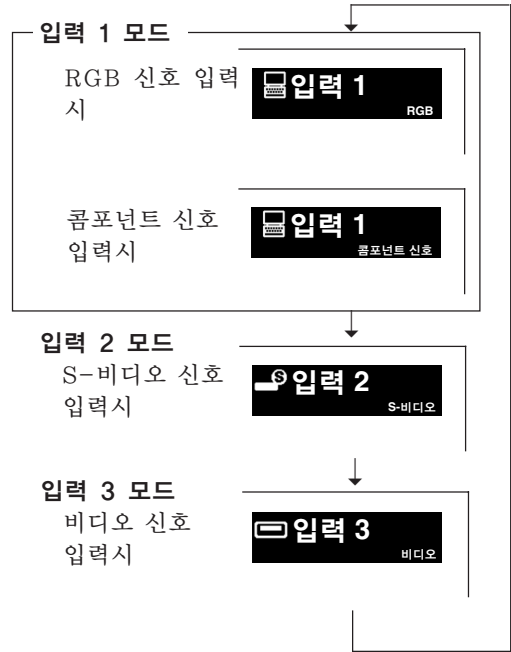 입력 1 모드
RGB 신호 입력
시
입력 1
RGB
콤포넌트 신호
입력시
입력 1
콤포넌트 신호
입력 2 모드
S-비디오 신호
입력시
입력 2
S-비디오
입력 3 모드
비디오 신호
입력시
입력 3
비디오